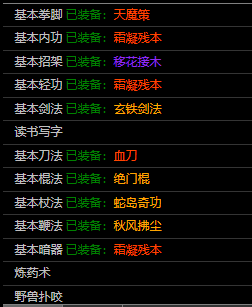 基本拳脚 已装备：天魔策
基本内功 已装备：霜凝残本
基本招架 已装备：移花接木
基本轻功 已装备：霜凝残本
基本剑法 已装备：玄铁剑法
读书写字
基本刀法 已装备：血刀
基本棍法 已装备：绝门棍
基本杖法 已装备：蛇岛奇功
基本鞭法 已装备：秋风拂尘
基本暗器 已装备：霜凝残本
炼药术
野兽扑咬